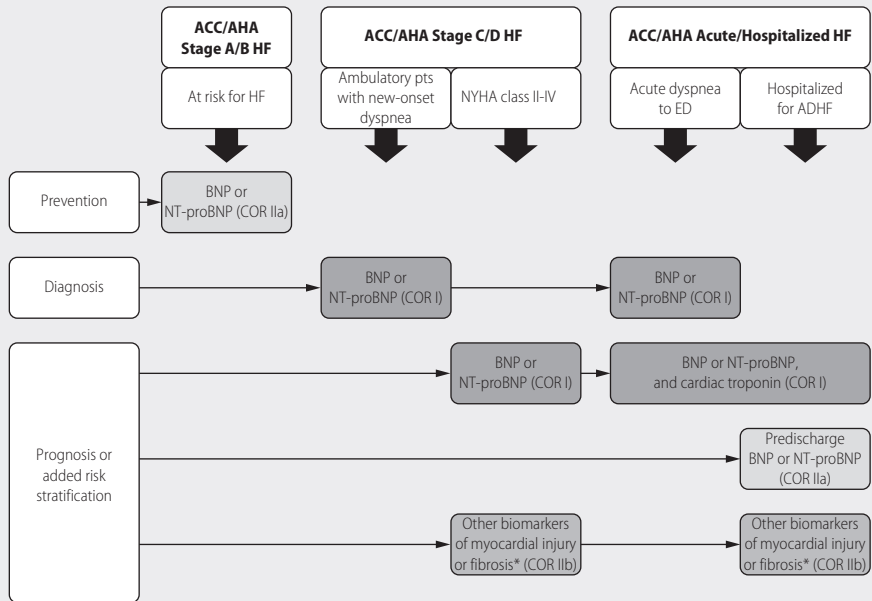 ACC/AHA
Stage A/B HF
ACC/AHA Stage C/D HF
ACC/AHA Acute/Hospitalized HF
At risk for HF
Ambulatory pts
with new-onset
dyspnea
NYHA class II-IV
Acute dyspnea
to ED
Hospitalized
for ADHF
Prevention
BNP or
NT-proBNP (COR IIa)
Diagnosis
BNP or
NT-proBNP (COR I)
BNP or
NT-proBNP (COR I)
Prognosis or
added risk
stratification
BNP or
NT-proBNP (COR I)
BNP or NT-proBNP,
and cardiac troponin (COR I)
Predischarge
BNP or NT-proBNP
(COR IIa)
Other biomarkers
of myocardial injury
or fibrosis* (COR IIb)
Other biomarkers
of myocardial injury
or fibrosis* (COR IIb)